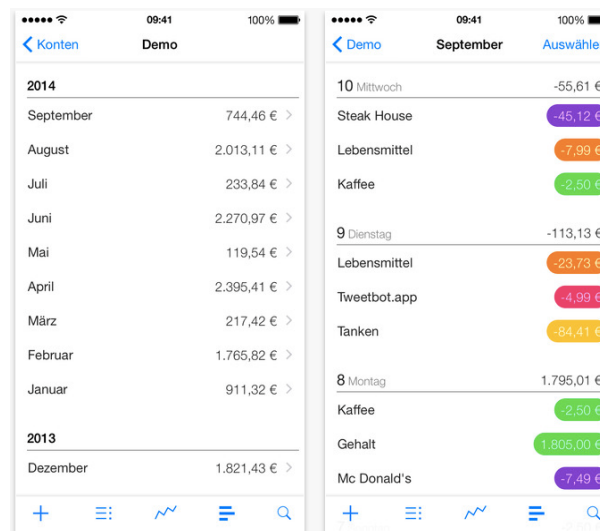 09:41 100%
Konten Demo
2014
September 744,46 €
August 2.013,11 €
Juli 233,84 €
Juni 2.270,97 €
Mai 119,54 €
April 2.395,41 €
März 217,42 €
Februar 1.765,82 €
Januar 911,32 €
2013
Dezember 1.821,43 €
09:41 100%
Demo September Auswähle
10 Mittwoch -55,61 €
Steak House -45,12 €
Lebensmittel -7,99 €
Kaffee -2,50 €
9 Dienstag -113,13 €
Lebensmittel -23,73 €
Tweetbot.app -4,99 €
Tanken -84,41 €
8 Montag 1.795,01 €
Kaffee -2,50 €
Gehalt 1.805,00 €
Mc Donald's -7,49 €